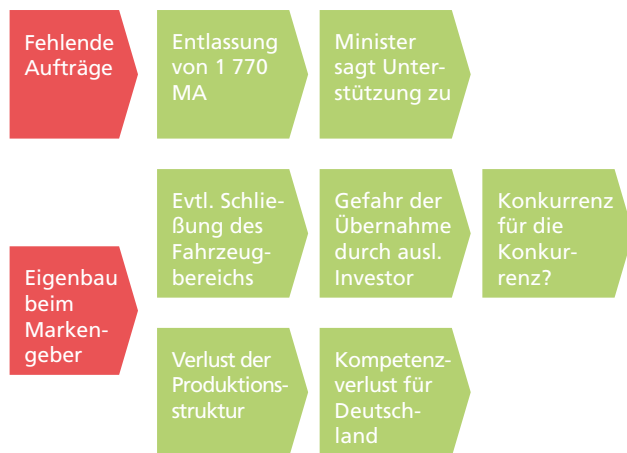 Fehlende
Aufträge
Entlassung
von 1 770
MA
Minister
sagt Unter-
stützung zu
Eigenbau
beim
Marken-
geber
Evtl. Schlie-
ßung des
Fahrzeug-
bereichs
Gefahr der
Übernahme
durch ausl.
Investor
Konkurrenz
für die
Konkur-
renz?
Verlust der
Produktions-
struktur
Kompetenz-
verlust für
Deutsch-
land